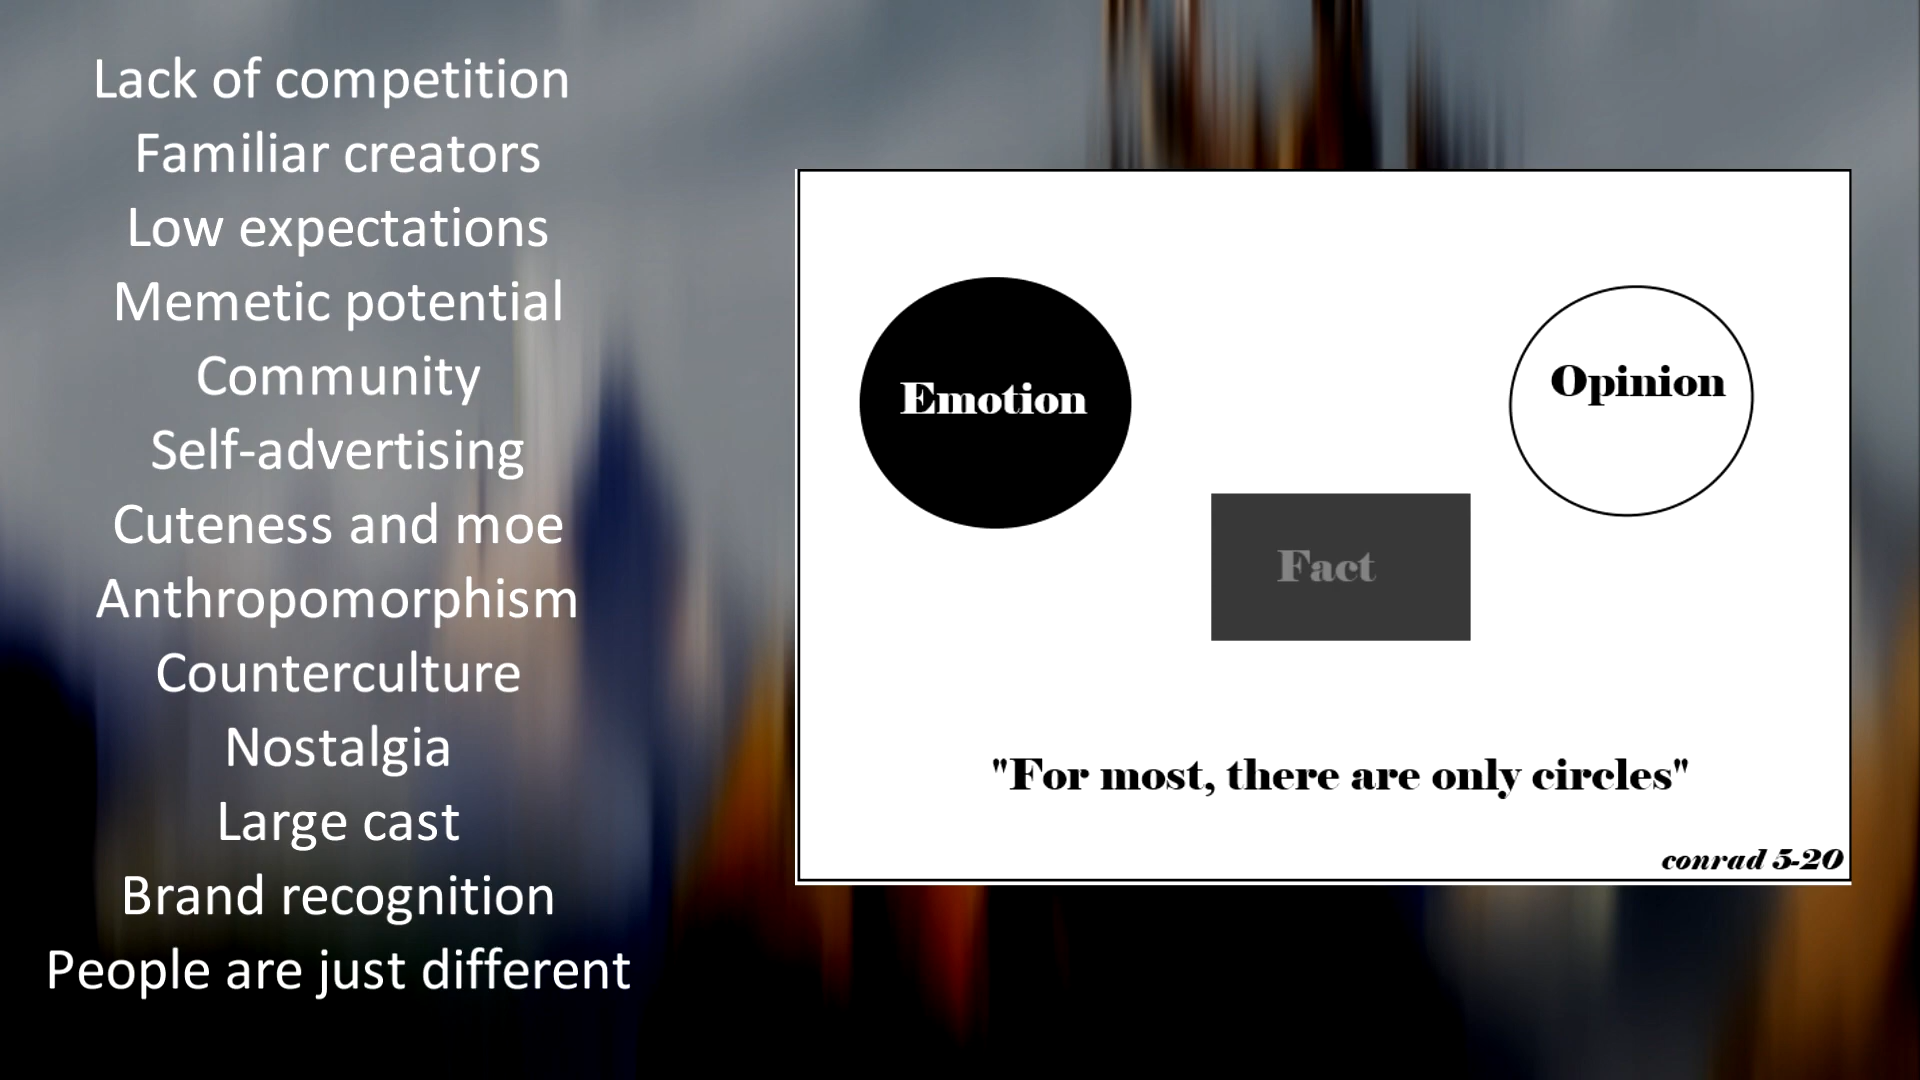 Lack of competition
Familiar creators
Low expectations
Memetic potential
Community
Self-advertising
Cuteness and moe
Anthropomorphism
Counterculture
Nostalgia
Large cast
Brand recognition
People are just different
Emotion
Opinion
Fact
"For most, there are only circles"
conrad 5-20